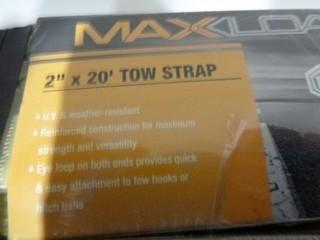 MAXXLOA
2" x 20' TOW STRAP
• U.V. & weather-resistant
• Reinforced construction for maximum
strength and versatility
• Eye loop on both ends provides quick
& easy attachment to tow hooks or
hitch balls